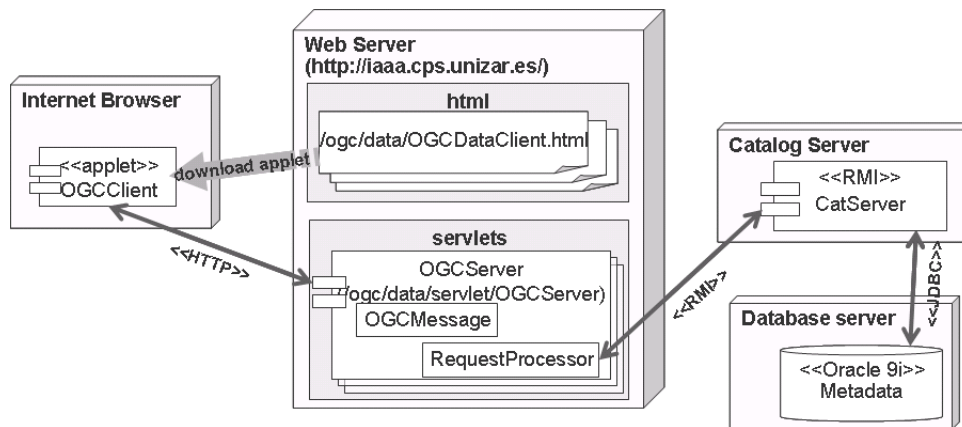 Internet Browser
<<applet>>
OGCClient
download applet
<<HTTP>>
Web Server
(http://iaaa.cps.unizar.es/)
html
/ogc/data/OGCDataClient.html
servlets
OGCServer
(/ogc/data/servlet/OGCServer)
OGCMessage
RequestProcessor
<<RMI>>
Catalog Server
<<RMI>>
CatServer
<<JDBC>>
Database server
<<Oracle 9i>>
Metadata